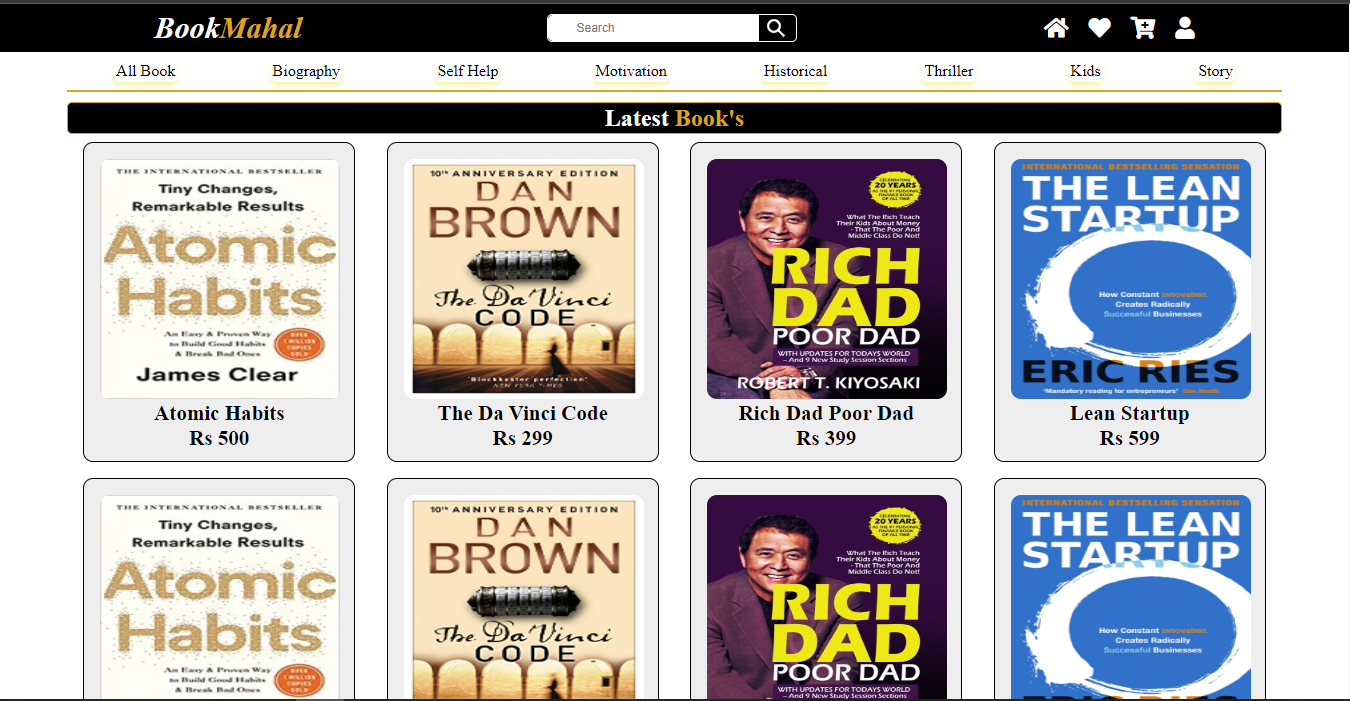 BookMahal
Search
All Book Biography Self Help Motivation Historical Thriller Kids Story
Latest Book's
THE INTERNATIONAL BESTSELLER
Tiny Changes,
Remarkable Results
Atomic
Habits
An Easy & Proven Way
to Build Good Habits
& Break Bad Ones
OVER
1 MILLION
COPIES
SOLD
James Clear
Atomic Habits
Rs 500
10th ANNIVERSARY EDITION
DAN
BROWN
The Da Vinci
CODE
'Blockbuster perfection'
NEW YORK TIMES
The Da Vinci Code
Rs 299
CELEBRATING
20 YEARS
AS THE #1 PERSONAL
FINANCE BOOK
OF ALL TIME
What The Rich Teach
Their Kids About Money
- That The Poor And
Middle Class Do Not!
RICH
DAD
POOR DAD
WITH UPDATES FOR TODAYS WORLD
- And 9 New Study Session Sections
ROBERT T. KIYOSAKI
Rich Dad Poor Dad
Rs 399
INTERNATIONAL BESTSELLING SENSATION
THE LEAN
STARTUP
How Constant Innovation
Creates Radically
Successful Businesses
ERIC RIES
'Mandatory reading for entrepreneurs' Dan Heath
Lean Startup
Rs 599
THE INTERNATIONAL BESTSELLER
Tiny Changes,
Remarkable Results
Atomic
Habits
An Easy & Proven Way
to Build Good Habits
& Break Bad Ones
OVER
1 MILLION
COPIES
SOLD
10th ANNIVERSARY EDITION
DAN
BROWN
The Da Vinci
CODE
CELEBRATING
20 YEARS
AS THE #1 PERSONAL
FINANCE BOOK
OF ALL TIME
What The Rich Teach
Their Kids About Money
- That The Poor And
Middle Class Do Not!
RICH
DAD
POOR DAD
WITH UPDATES FOR TODAYS WORLD
- And 9 New Study Session Sections
INTERNATIONAL BESTSELLING SENSATION
THE LEAN
STARTUP
How Constant Innovation
Creates Radically
Successful Businesses
ERIC RIES